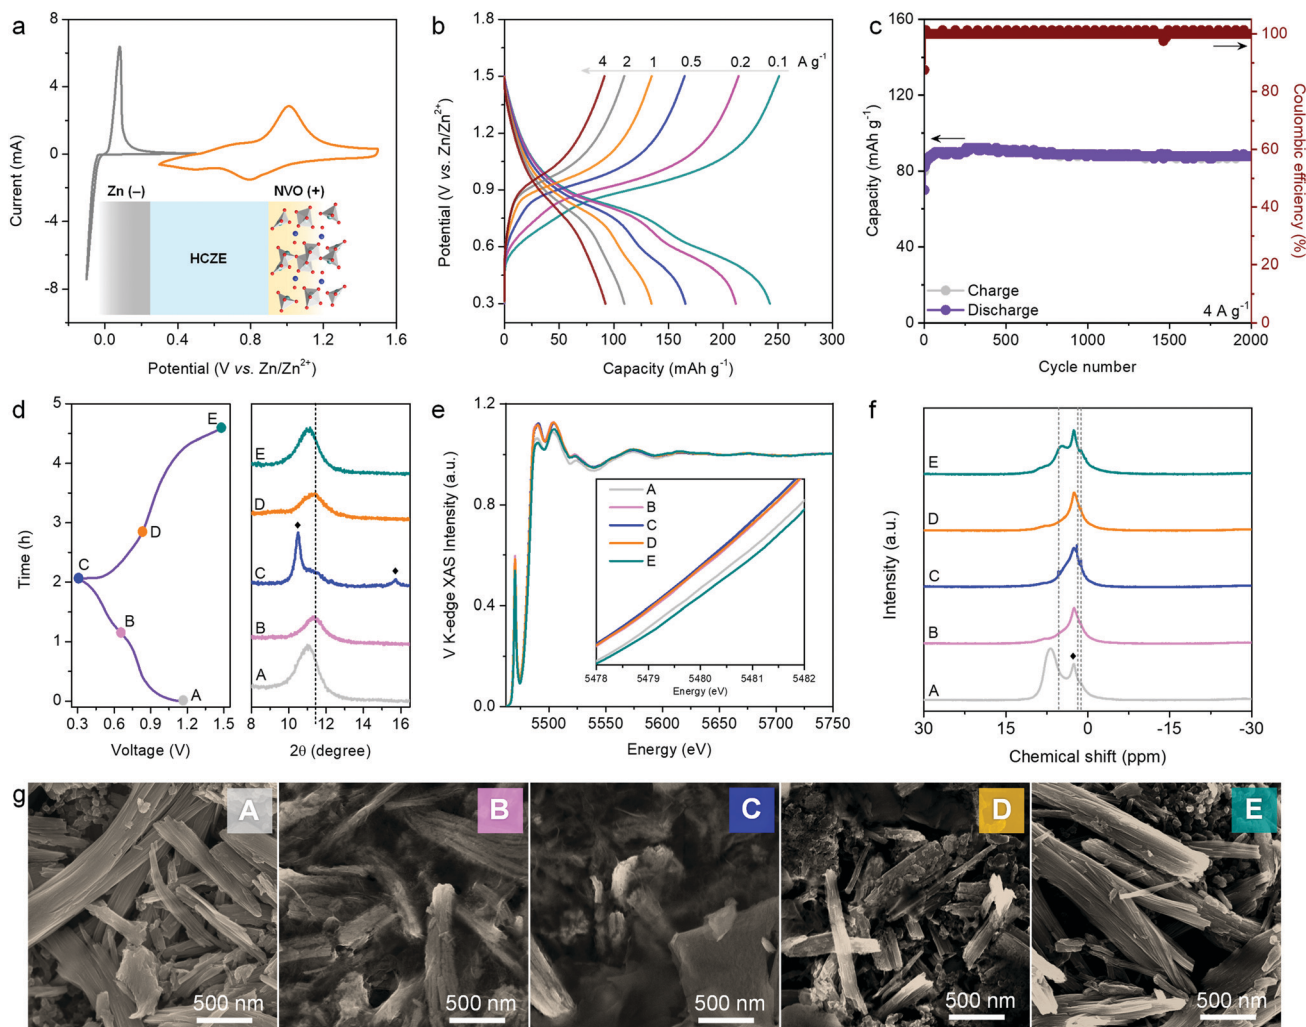 a
Current (mA)
8
4
0
-4
-8
Zn (–)
NVO (+)
HCZE
0.0
0.4
0.8
1.2
1.6
Potential (V vs. Zn/Zn²⁺)
b
Potential (V vs. Zn/Zn²⁺)
1.8
1.5
1.2
0.9
0.6
0.3
4 2 1 0.5 0.2 0.1 A g⁻¹
0 50 100 150 200 250 300
Capacity (mAh g⁻¹)
c
Capacity (mAh g⁻¹)
160
120
80
40
0
Charge
Discharge
4 A g⁻¹
100
80
60
40
20
0
Coulombic efficiency (%)
0 500 1000 1500 2000
Cycle number
d
Time (h)
5
4
3
2
1
0
E
D
C
B
A
0.3 0.6 0.9 1.2 1.5
Voltage (V)
E
D
C
B
A
8 10 12 14 16
2θ (degree)
e
V K-edge XAS Intensity (a.u.)
1.2
0.8
0.4
0.0
A
B
C
D
E
5478 5479 5480 5481 5482
Energy (eV)
5500 5550 5600 5650 5700 5750
Energy (eV)
f
Intensity (a.u.)
E
D
C
B
A
30 15 0 -15 -30
Chemical shift (ppm)
g
A
B
C
D
E
500 nm
500 nm
500 nm
500 nm
500 nm